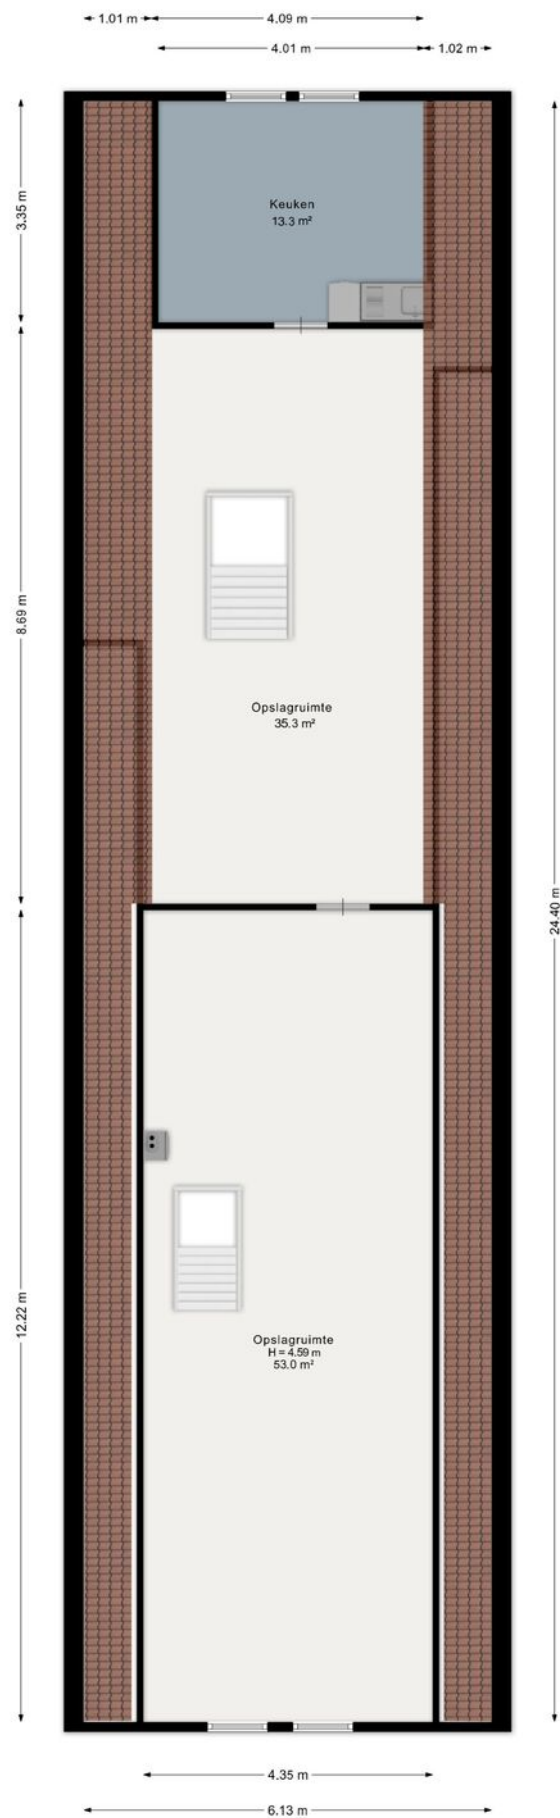 1.01 m
4.09 m
4.01 m
1.02 m
3.35 m
Keuken
13.3 m²
8.69 m
Opslagruimte
35.3 m²
24.40 m
12.22 m
Opslagruimte
H = 4.59 m
53.0 m²
4.35 m
6.13 m